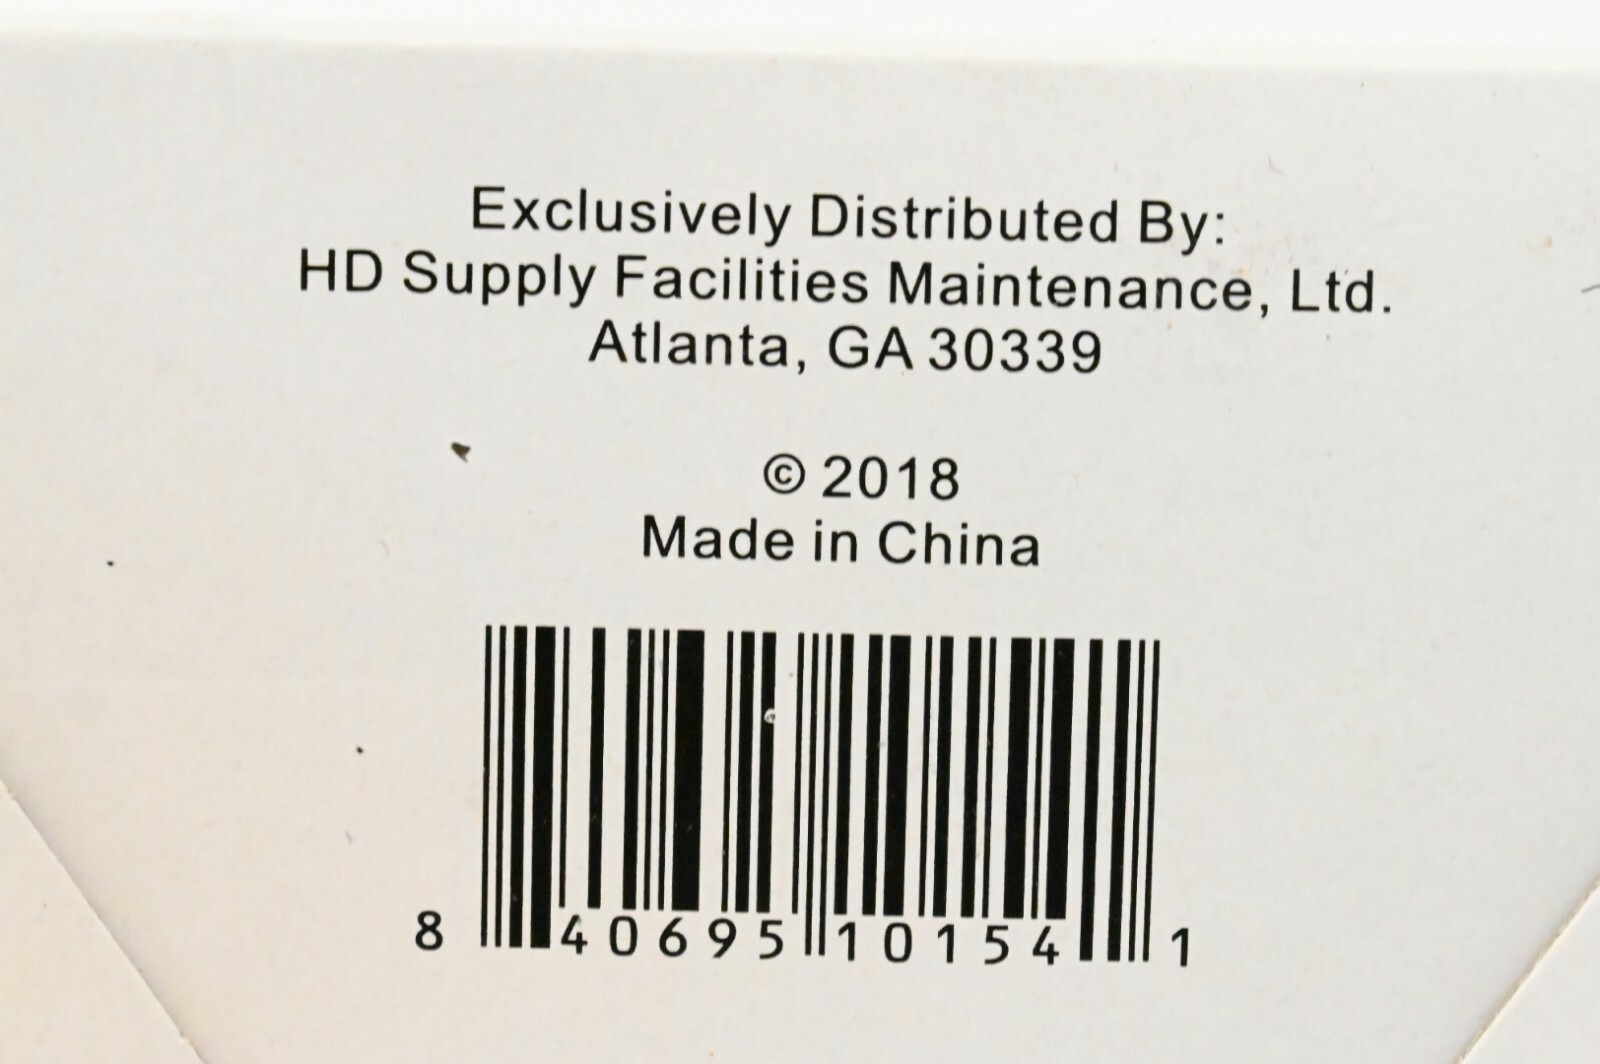 Exclusively Distributed By:
HD Supply Facilities Maintenance, Ltd.
Atlanta, GA 30339
© 2018
Made in China
8 40695 10154 1